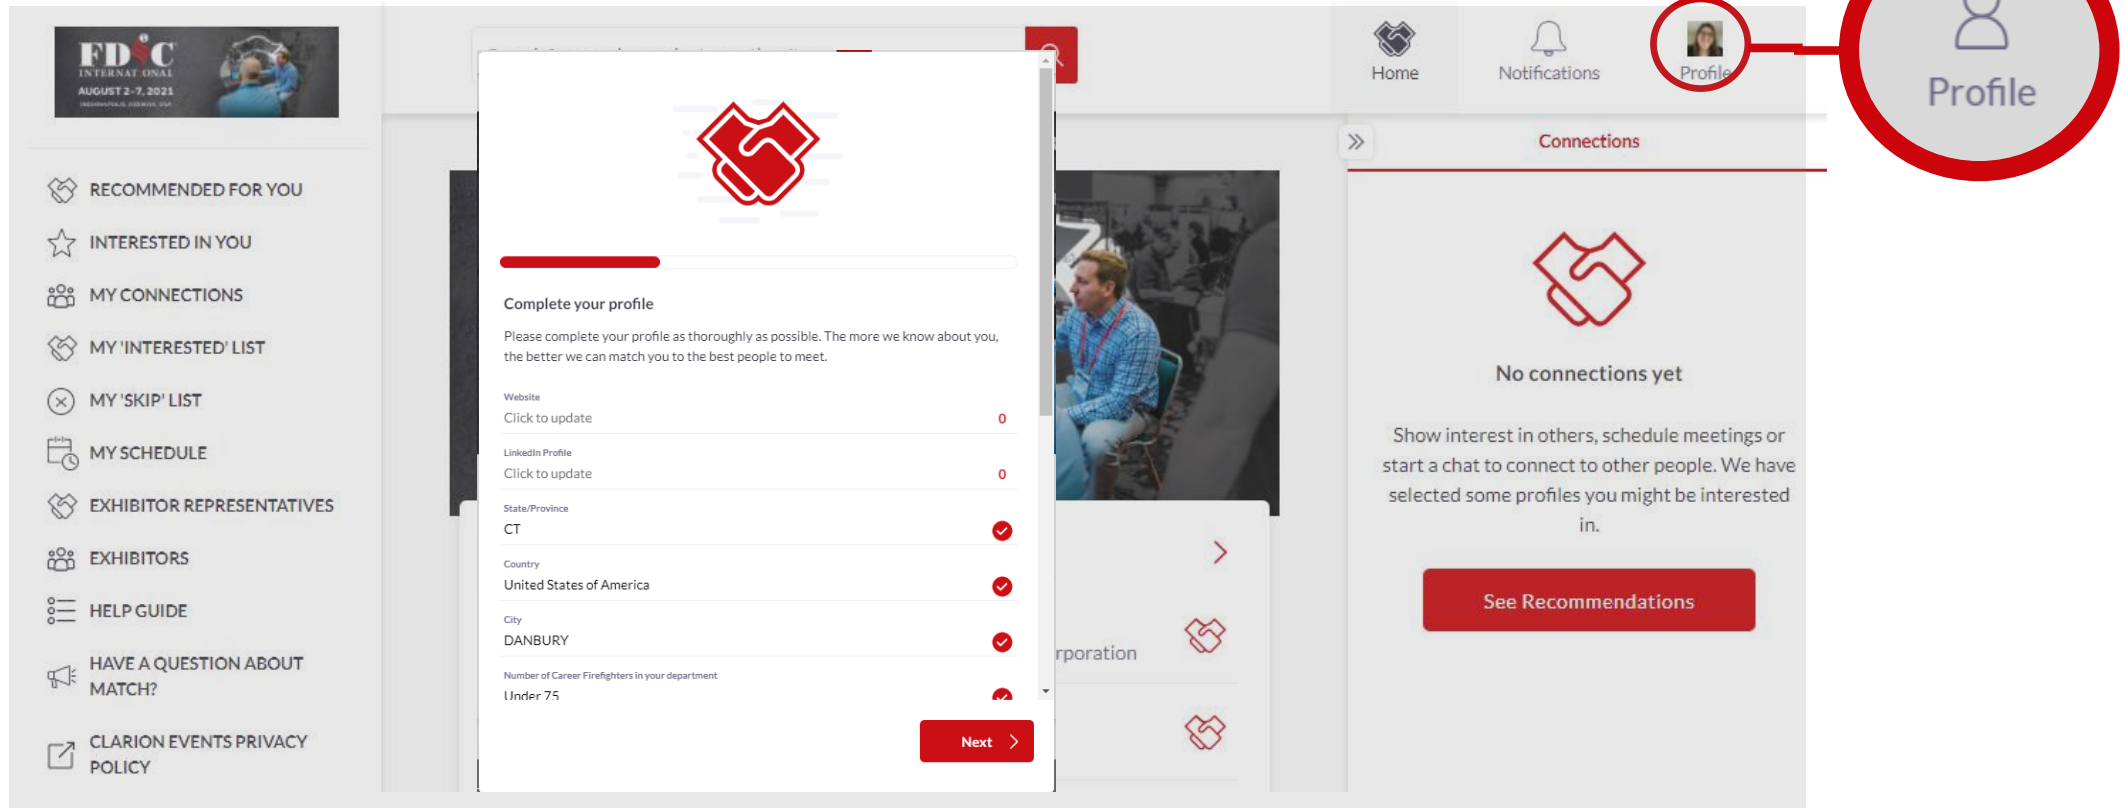 FDIC
INTERNATIONAL
AUGUST 2-7, 2021
INDIANAPOLIS, INDIANA, USA
Home
Notifications
Profile
Profile
RECOMMENDED FOR YOU
INTERESTED IN YOU
MY CONNECTIONS
MY 'INTERESTED' LIST
MY 'SKIP' LIST
MY SCHEDULE
EXHIBITOR REPRESENTATIVES
EXHIBITORS
HELP GUIDE
HAVE A QUESTION ABOUT
MATCH?
CLARION EVENTS PRIVACY
POLICY
Complete your profile
Please complete your profile as thoroughly as possible. The more we know about you,
the better we can match you to the best people to meet.
Website
Click to update
0
LinkedIn Profile
Click to update
0
State/Province
CT
Country
United States of America
City
DANBURY
Number of Career Firefighters in your department
Under 75
Next
rporation
Connections
No connections yet
Show interest in others, schedule meetings or
start a chat to connect to other people. We have
selected some profiles you might be interested
in.
See Recommendations